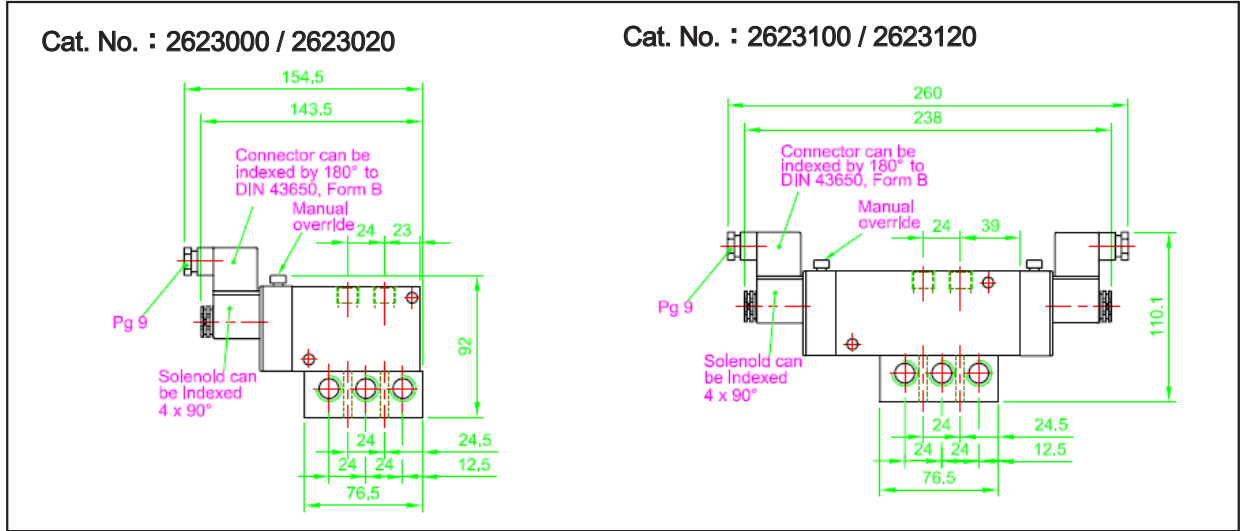 Cat. No. : 2623000 / 2623020
154,5
143.5
Connector can be
indexed by 180° to
DIN 43650, Form B
Manual
override
24
23
Pg 9
92
Solenold can
be Indexed
4 x 90°
24
24,5
24
24
12,5
76,5
Cat. No. : 2623100 / 2623120
260
238
Connector can be
indexed by 180° to
DIN 43650, Form B
Manual
override
24
39
Pg 9
110.1
Solenold can
be Indexed
4 x 90°
24
24.5
24
24
12.5
76.5